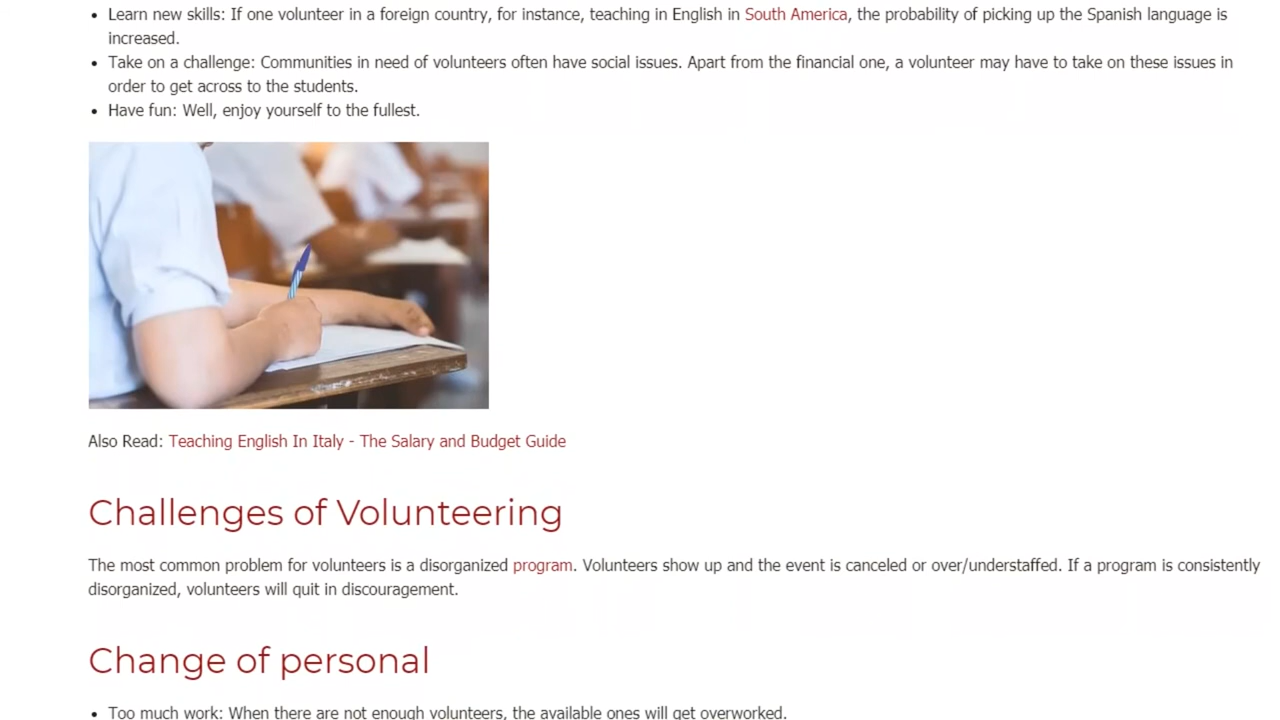 Learn new skills: If one volunteer in a foreign country, for instance, teaching in English in South America, the probability of picking up the Spanish language is
increased.
Take on a challenge: Communities in need of volunteers often have social issues. Apart from the financial one, a volunteer may have to take on these issues in
order to get across to the students.
Have fun: Well, enjoy yourself to the fullest.
Also Read: Teaching English In Italy - The Salary and Budget Guide
Challenges of Volunteering
The most common problem for volunteers is a disorganized program. Volunteers show up and the event is canceled or over/understaffed. If a program is consistently
disorganized, volunteers will quit in discouragement.
Change of personal
Too much work: When there are not enough volunteers, the available ones will get overworked.